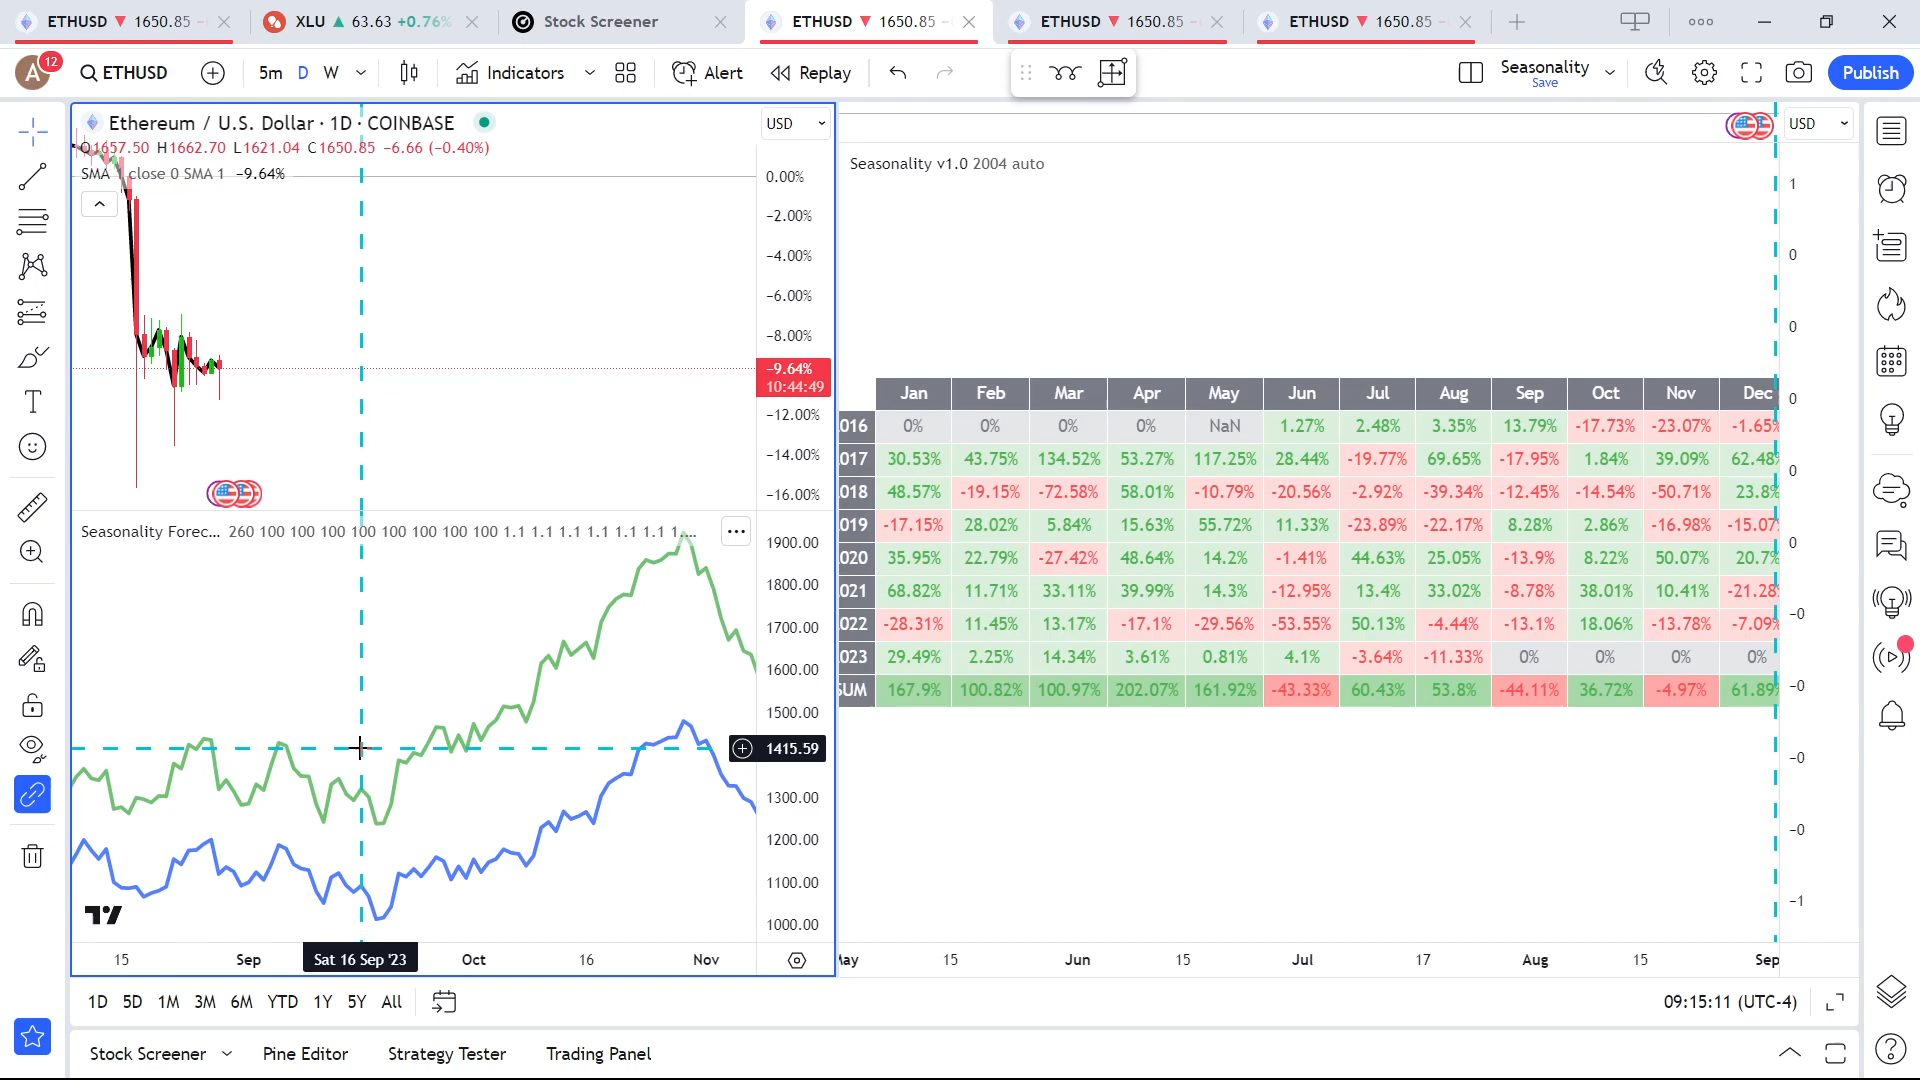 ETHUSD ▼ 1650.85 −
XLU ▲ 63.63 +0.76%
Stock Screener
ETHUSD ▼ 1650.85 −
ETHUSD ▼ 1650.85 −
ETHUSD ▼ 1650.85 −
A 12
ETHUSD
5m D W
Indicators
Alert
Replay
Seasonality
Save
Publish
Ethereum / U.S. Dollar · 1D · COINBASE
USD
O1657.50 H1662.70 L1621.04 C1650.85 −6.66 (−0.40%)
SMA 1 close 0 SMA 1 −9.64%
0.00%
−2.00%
−4.00%
−6.00%
−8.00%
−9.64%
10:44:49
−12.00%
−14.00%
−16.00%
Seasonality Forec... 260 100 100 100 100 100 100 100 100 1.1 1.1 1.1 1.1 1.1 1.1 1....
1900.00
1800.00
1700.00
1600.00
1500.00
1415.59
1300.00
1200.00
1100.00
1000.00
15 Sep Sat 16 Sep '23 Oct 16 Nov
USD
Seasonality v1.0 2004 auto
Jan Feb Mar Apr May Jun Jul Aug Sep Oct Nov Dec
016 0% 0% 0% 0% NaN 1.27% 2.48% 3.35% 13.79% -17.73% -23.07% -1.65%
017 30.53% 43.75% 134.52% 53.27% 117.25% 28.44% -19.77% 69.65% -17.95% 1.84% 39.09% 62.48%
018 48.57% -19.15% -72.58% 58.01% -10.79% -20.56% -2.92% -39.34% -12.45% -14.54% -50.71% 23.8%
019 -17.15% 28.02% 5.84% 15.63% 55.72% 11.33% -23.89% -22.17% 8.28% 2.86% -16.98% -15.07
020 35.95% 22.79% -27.42% 48.64% 14.2% -1.41% 44.63% 25.05% -13.9% 8.22% 50.07% 20.7%
021 68.82% 11.71% 33.11% 39.99% 14.3% -12.95% 13.4% 33.02% -8.78% 38.01% 10.41% -21.28
022 -28.31% 11.45% 13.17% -17.1% -29.56% -53.55% 50.13% -4.44% -13.1% 18.06% -13.78% -7.09%
023 29.49% 2.25% 14.34% 3.61% 0.81% 4.1% -3.64% -11.33% 0% 0% 0% 0%
SUM 167.9% 100.82% 100.97% 202.07% 161.92% -43.33% 60.43% 53.8% -44.11% 36.72% -4.97% 61.89%
1
0
0
0
0
0
−0
−0
−0
−0
−1
May 15 Jun 15 Jul 17 Aug 15 Sep
1D 5D 1M 3M 6M YTD 1Y 5Y All
09:15:11 (UTC-4)
Stock Screener
Pine Editor
Strategy Tester
Trading Panel